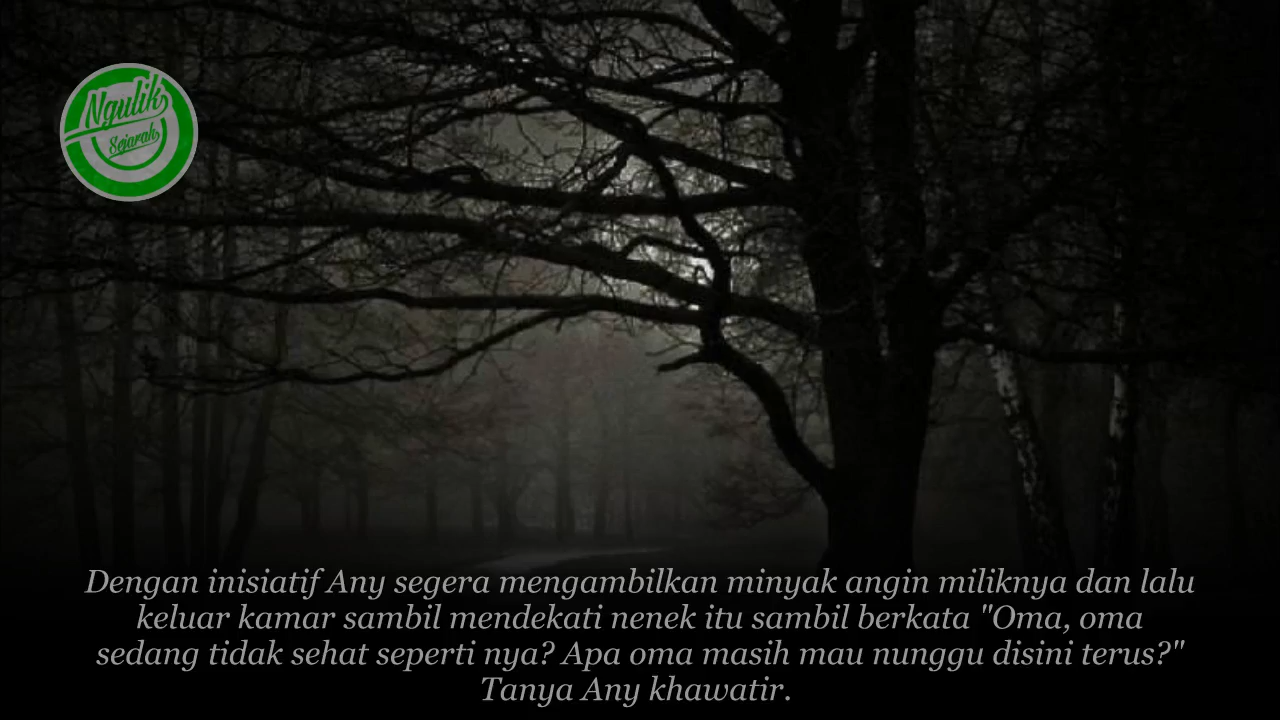 Ngulik
Sejarah
Dengan inisiatif Any segera mengambilkan minyak angin miliknya dan lalu
keluar kamar sambil mendekati nenek itu sambil berkata "Oma, oma
sedang tidak sehat seperti nya? Apa oma masih mau nunggu disini terus?"
Tanya Any khawatir.